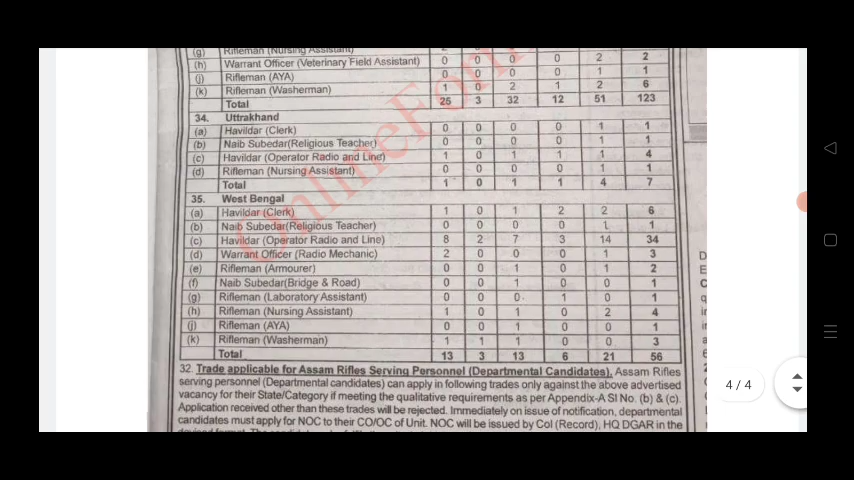 (g) Rifleman (Nursing Assistant)
(h) Warrant Officer (Veterinary Field Assistant) 0 0 0 0 2 2
(j) Rifleman (AYA) 0 0 0 0 1 1
(k) Rifleman (Washerman) 1 0 2 1 2 6
Total 25 3 32 12 51 123
34. Uttrakhand
(a) Havildar (Clerk) 0 0 0 0 1 1
(b) Naib Subedar(Religious Teacher) 0 0 0 0 1 1
(c) Havildar (Operator Radio and Line) 1 0 1 1 1 4
(d) Rifleman (Nursing Assistant) 0 0 0 0 1 1
Total 1 0 1 1 4 7
35. West Bengal
(a) Havildar (Clerk) 1 0 1 2 2 6
(b) Naib Subedar(Religious Teacher) 0 0 0 0 1 1
(c) Havildar (Operator Radio and Line) 8 2 7 3 14 34
(d) Warrant Officer (Radio Mechanic) 2 0 0 0 1 3
(e) Rifleman (Armourer) 0 0 1 0 1 2
(f) Naib Subedar(Bridge & Road) 0 0 1 0 0 1
(g) Rifleman (Laboratory Assistant) 0 0 0 1 0 1
(h) Rifleman (Nursing Assistant) 1 0 1 0 2 4
(j) Rifleman (AYA) 0 0 1 0 0 1
(k) Rifleman (Washerman) 1 1 1 0 0 3
Total 13 3 13 6 21 56
32. Trade applicable for Assam Rifles Serving Personnel (Departmental Candidates). Assam Rifles
serving personnel (Departmental candidates) can apply in following trades only against the above advertised
vacancy for their State/Category if meeting the qualitative requirements as per Appendix-A Sl No. (b) & (c).
Application received other than these trades will be rejected. Immediately on issue of notification, departmental
candidates must apply for NOC to their CO/OC of Unit. NOC will be issued by Col (Record), HQ DGAR in the
OnlineForm
4 / 4